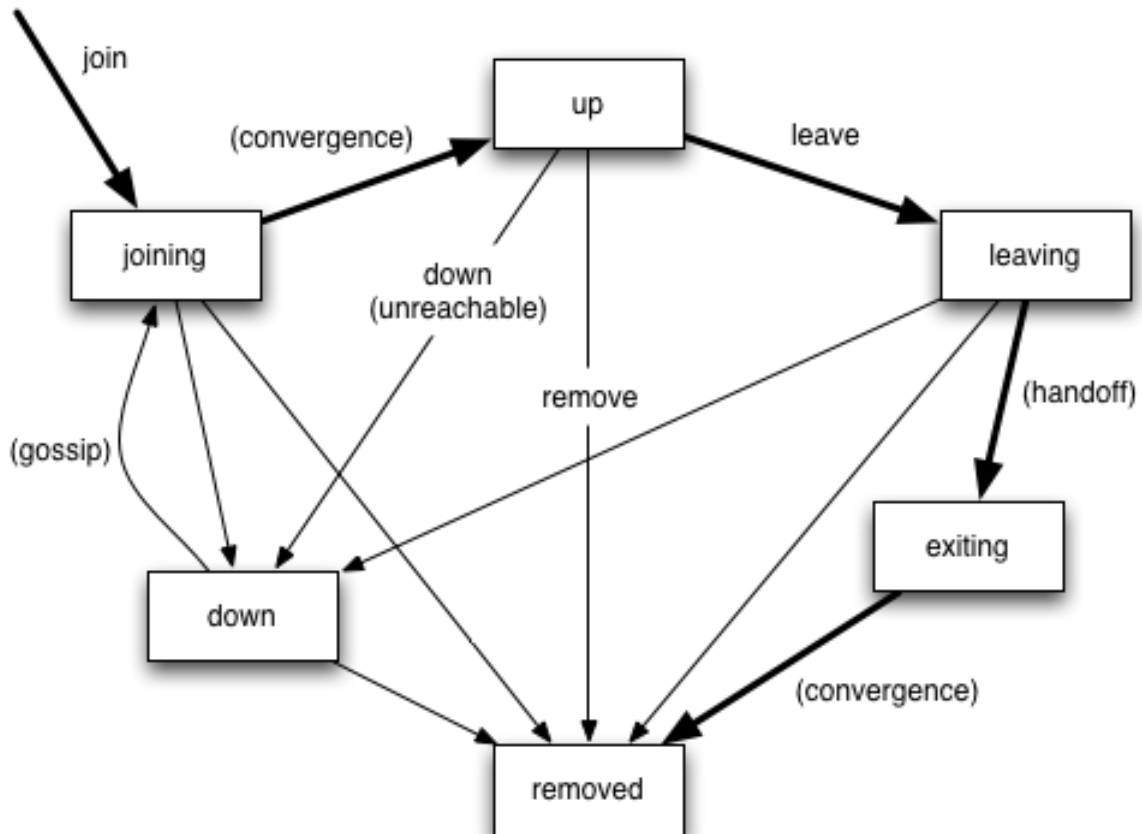 join
up
(convergence)
leave
joining
leaving
down
(unreachable)
remove
(handoff)
(gossip)
exiting
down
(convergence)
removed